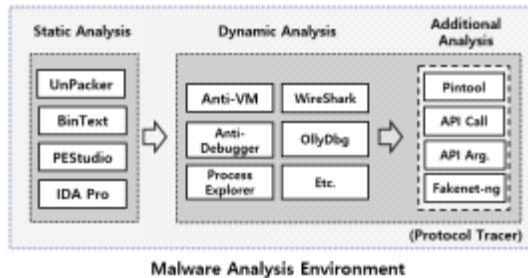 Static Analysis
UnPacker
BinText
PEStudio
IDA Pro
Dynamic Analysis
Anti-VM
WireShark
Anti-
Debugger
OllyDbg
Process
Explorer
Etc.
Additional
Analysis
Pintool
API Call
API Arg.
Fakenet-ng
(Protocol Tracer)
Malware Analysis Environment